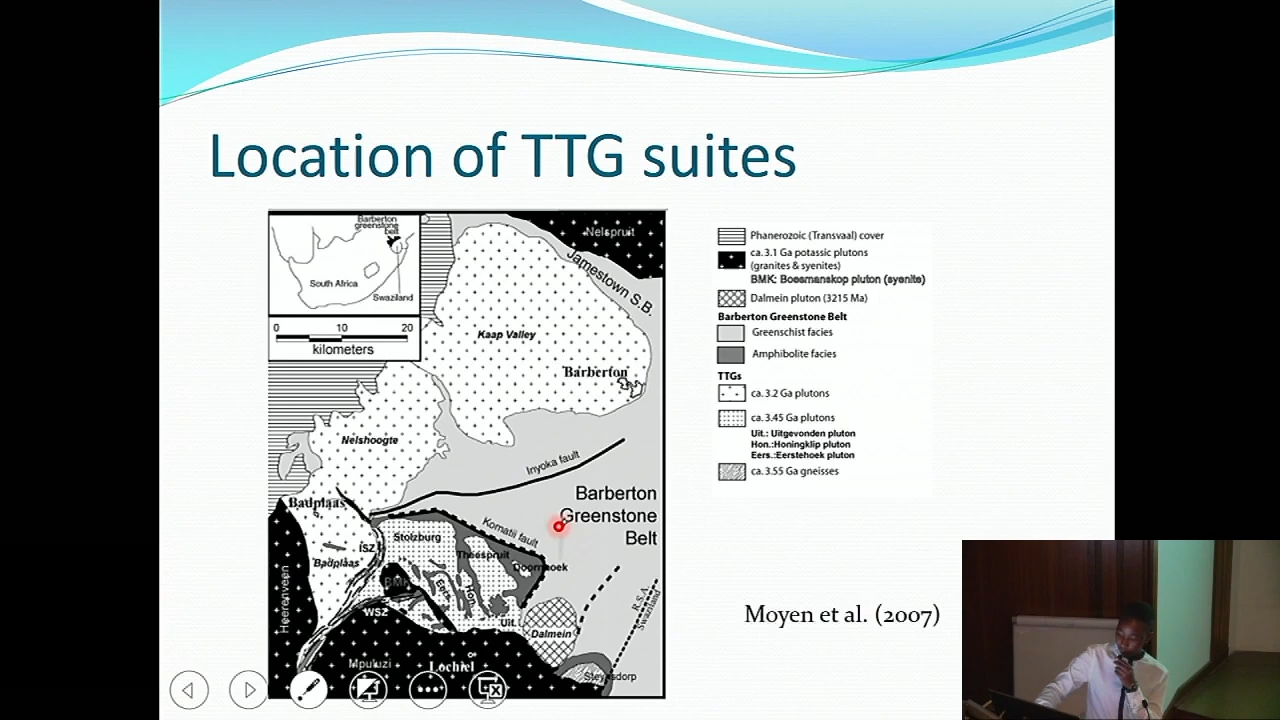 Location of TTG suites
Barberton
greenstone
belt
South Africa
Swaziland
0 10 20
kilometers
Nelspruit
Jamestown S.B.
Kaap Valley
Barberton
Nelshoogte
Inyoka fault
Badplaas
Barberton
Greenstone
Belt
Komatii fault
Stolzburg
ISZ
Theespruit
Badplaas
Doornhoek
BMK
Eers.
Hon.
Heerenveen
WSZ
Uit.
Dalmein
R.S.A.
Swaziland
Mpuluzi
Lochiel
Steynsdorp
Phanerozoic (Transvaal) cover
ca.3.1 Ga potassic plutons
(granites & syenites)
BMK: Boesmanskop pluton (syenite)
Dalmein pluton (3215 Ma)
Barberton Greenstone Belt
Greenschist facies
Amphibolite facies
TTGs
ca.3.2 Ga plutons
ca.3.45 Ga plutons
Uit.: Uitgevonden pluton
Hon.:Honingklip pluton
Eers.:Eerstehoek pluton
ca.3.55 Ga gneisses
Moyen et al. (2007)